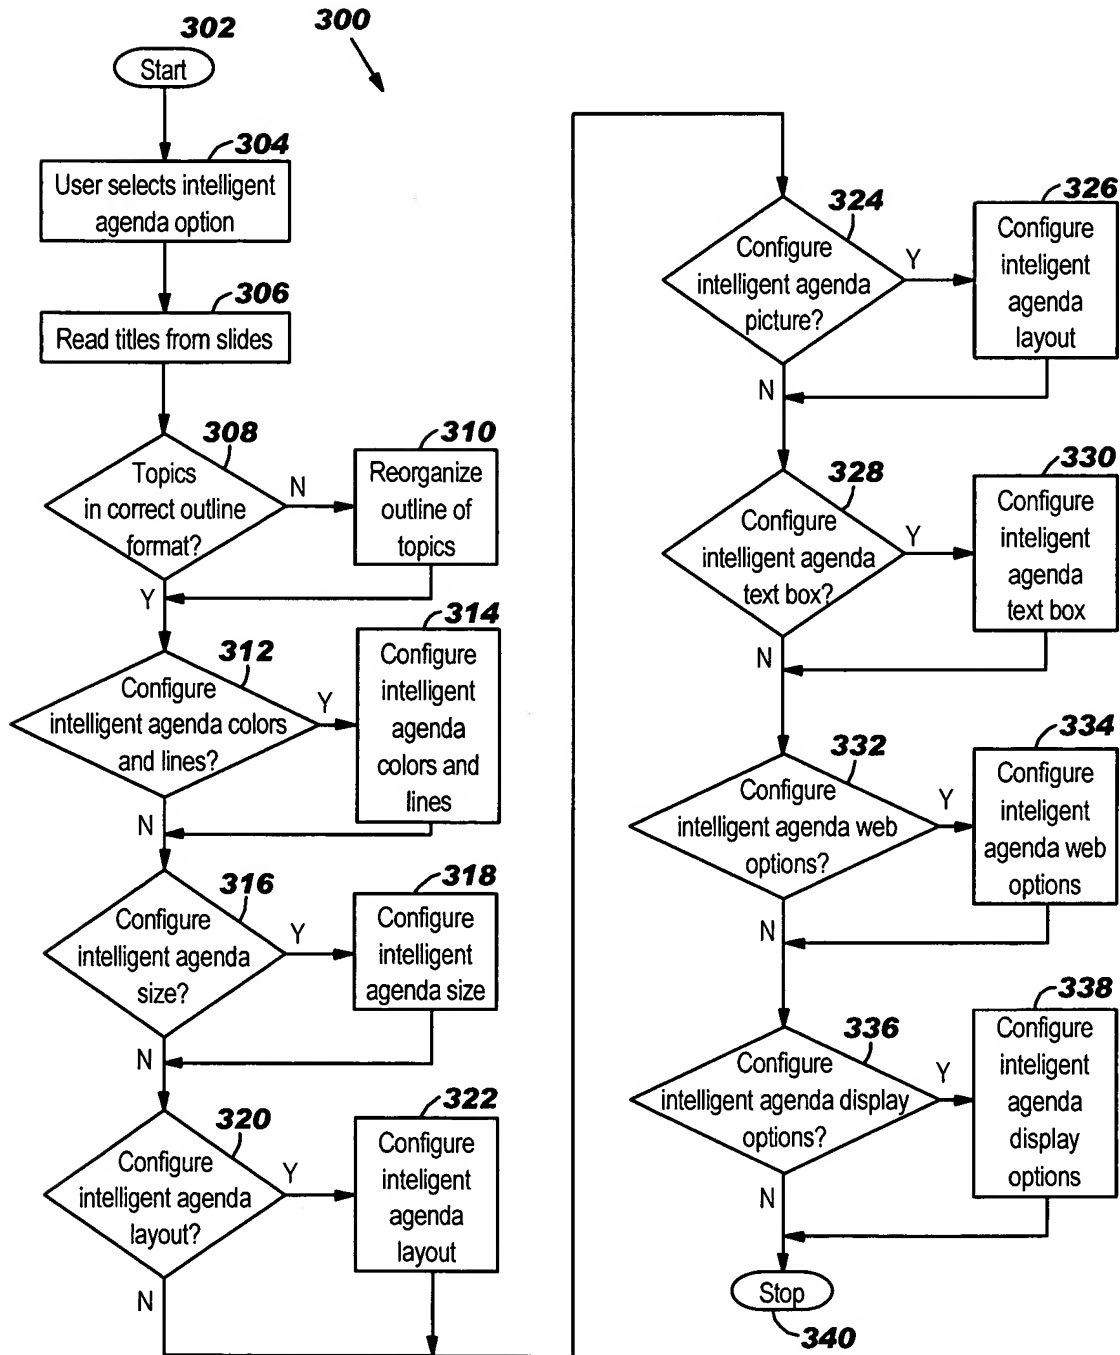 300
302
Start
304
User selects intelligent
agenda option
306
Read titles from slides
308
Topics
in correct outline
format?
N
Y
310
Reorganize
outline of
topics
312
Configure
intelligent agenda colors
and lines?
Y
N
314
Configure
intelligent
agenda
colors and
lines
316
Configure
intelligent agenda
size?
Y
N
318
Configure
intelligent
agenda size
320
Configure
intelligent agenda
layout?
Y
N
322
Configure
inteligent
agenda
layout
324
Configure
intelligent agenda
picture?
Y
N
326
Configure
inteligent
agenda
layout
328
Configure
intelligent agenda
text box?
Y
N
330
Configure
inteligent
agenda
text box
332
Configure
intelligent agenda web
options?
Y
N
334
Configure
inteligent
agenda web
options
336
Configure
intelligent agenda display
options?
Y
N
338
Configure
inteligent
agenda
display
options
Stop
340